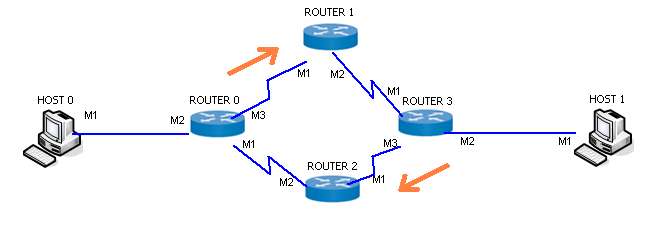 ROUTER 1
M1
M2
HOST 0
M1
M2
ROUTER 0
M3
M1
M1
ROUTER 3
M3
M2
HOST 1
M1
ROUTER 2
M2
M1